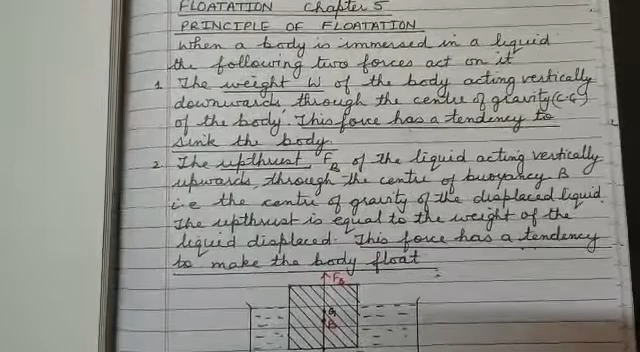 FLOATATION Chapter 5
PRINCIPLE OF FLOATATION
When a body is immersed in a liquid
the following two forces act on it
1. The weight W of the body acting vertically
downwards through the centre of gravity (C.G)
of the body. This force has a tendency to
sink the body.
2. The upthrust FB of the liquid acting vertically
upwards, through the centre of buoyancy B
i.e the centre of gravity of the displaced liquid.
The upthrust is equal to the weight of the
liquid displaced. This force has a tendency
to make the body float
FB
G
B